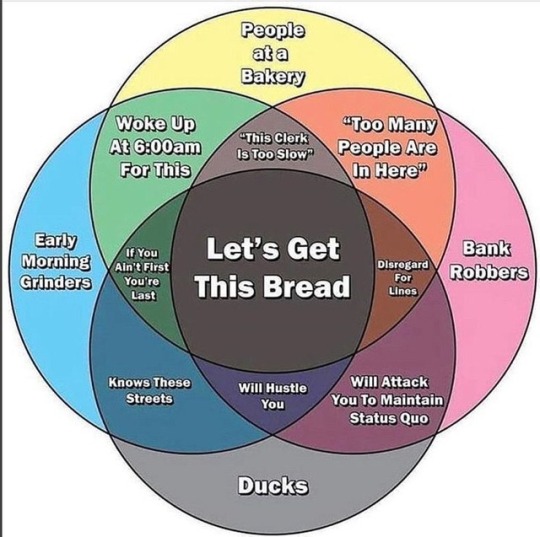 People
at a
Bakery
Woke Up
At 6:00am
For This
"This Clerk
Is Too Slow"
"Too Many
People Are
In Here"
Early
Morning
Grinders
If You
Ain't First
You're
Last
Let's Get
This Bread
Disregard
For
Lines
Bank
Robbers
Knows These
Streets
Will Hustle
You
Will Attack
You To Maintain
Status Quo
Ducks